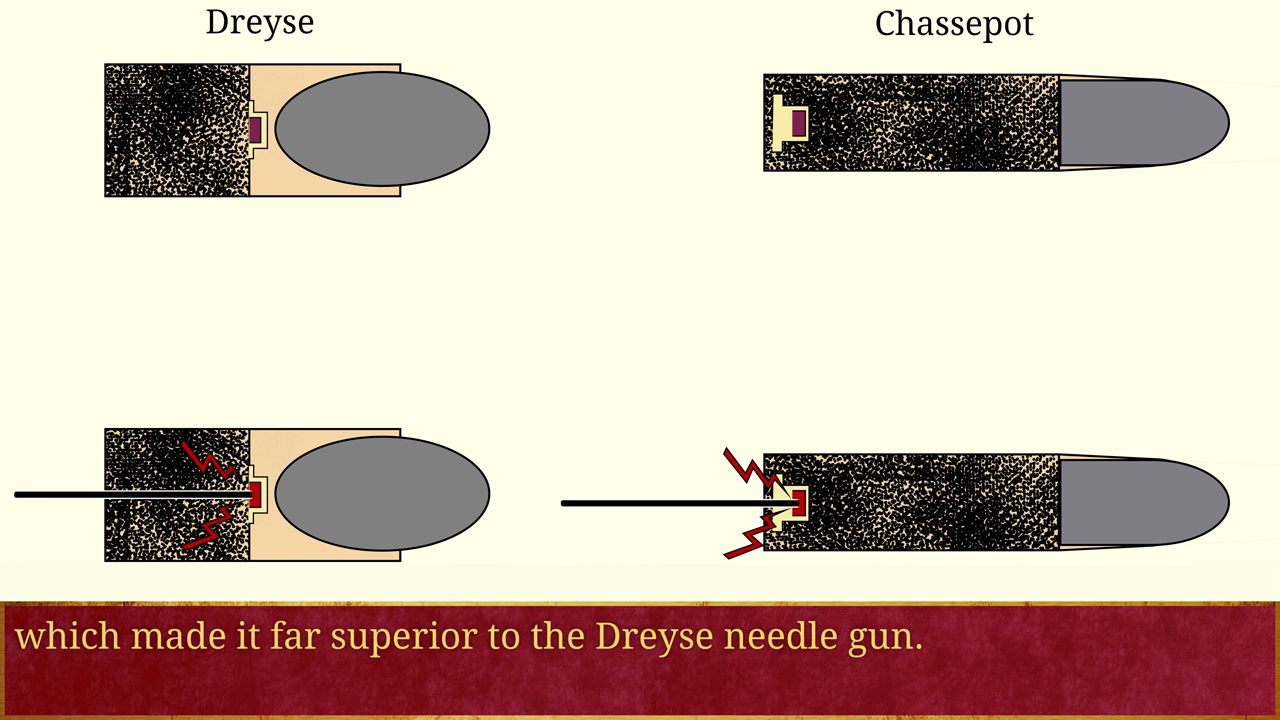 Dreyse
Chassepot
which made it far superior to the Dreyse needle gun.